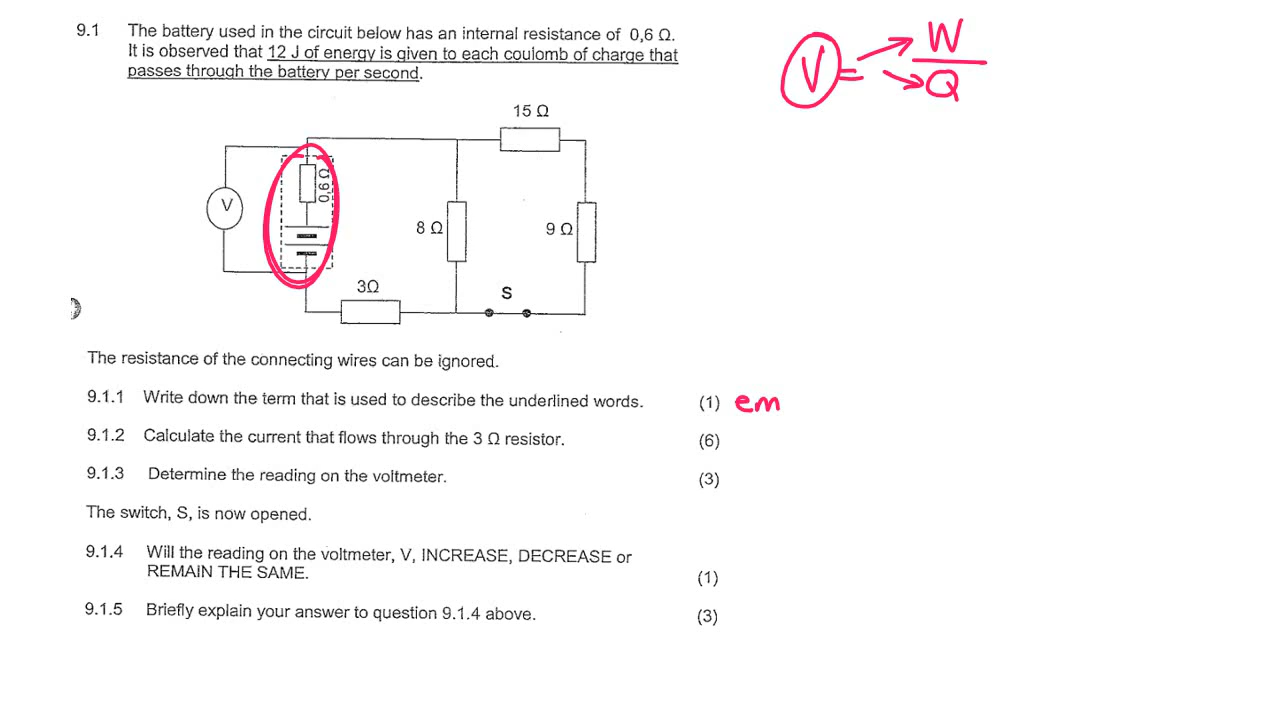 9.1 The battery used in the circuit below has an internal resistance of 0,6 Ω.
It is observed that 12 J of energy is given to each coulomb of charge that
passes through the battery per second.
V = W
Q
15 Ω
0,6 Ω
V
8 Ω
9 Ω
3Ω
S
The resistance of the connecting wires can be ignored.
9.1.1 Write down the term that is used to describe the underlined words. (1) em
9.1.2 Calculate the current that flows through the 3 Ω resistor. (6)
9.1.3 Determine the reading on the voltmeter. (3)
The switch, S, is now opened.
9.1.4 Will the reading on the voltmeter, V, INCREASE, DECREASE or
REMAIN THE SAME. (1)
9.1.5 Briefly explain your answer to question 9.1.4 above. (3)